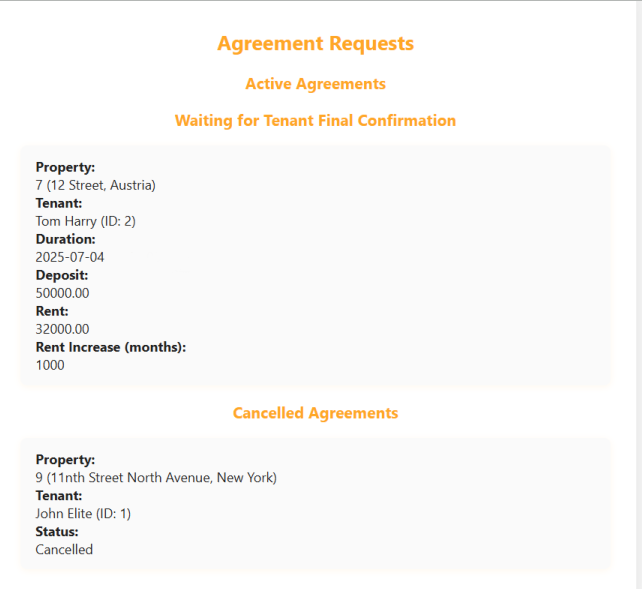 Agreement Requests
Active Agreements
Waiting for Tenant Final Confirmation
Property:
7 (12 Street, Austria)
Tenant:
Tom Harry (ID: 2)
Duration:
2025-07-04
Deposit:
50000.00
Rent:
32000.00
Rent Increase (months):
1000
Cancelled Agreements
Property:
9 (11nth Street North Avenue, New York)
Tenant:
John Elite (ID: 1)
Status:
Cancelled